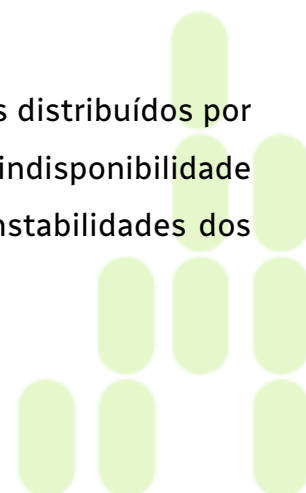 s distribuídos por
indisponibilidade
nstabilidades dos